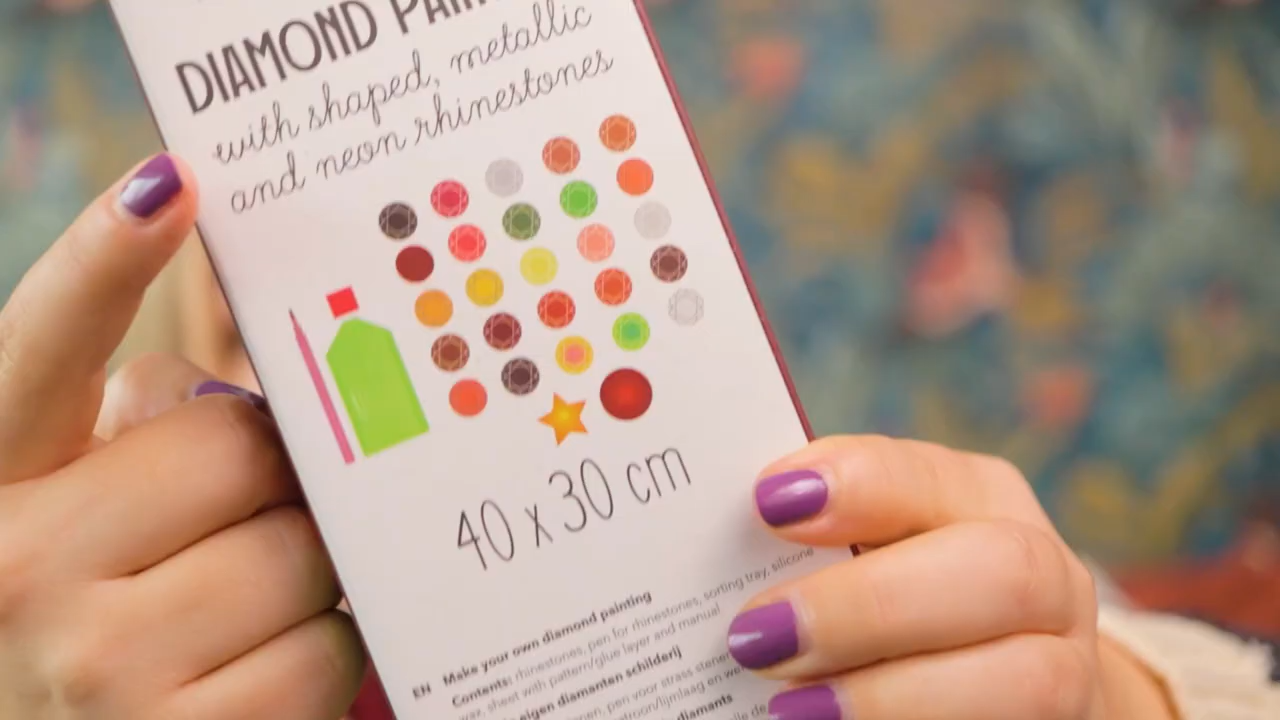 DIAMOND PAIN
with shaped, metallic
and neon rhinestones
40 x 30 cm
EN Make your own diamond painting
Contents: rhinestones, pen for rhinestones, sorting tray, silicone
wax, sheet with pattern/glue layer and manual
eigen diamanten schilderij
pen voor strass stenen
diamants